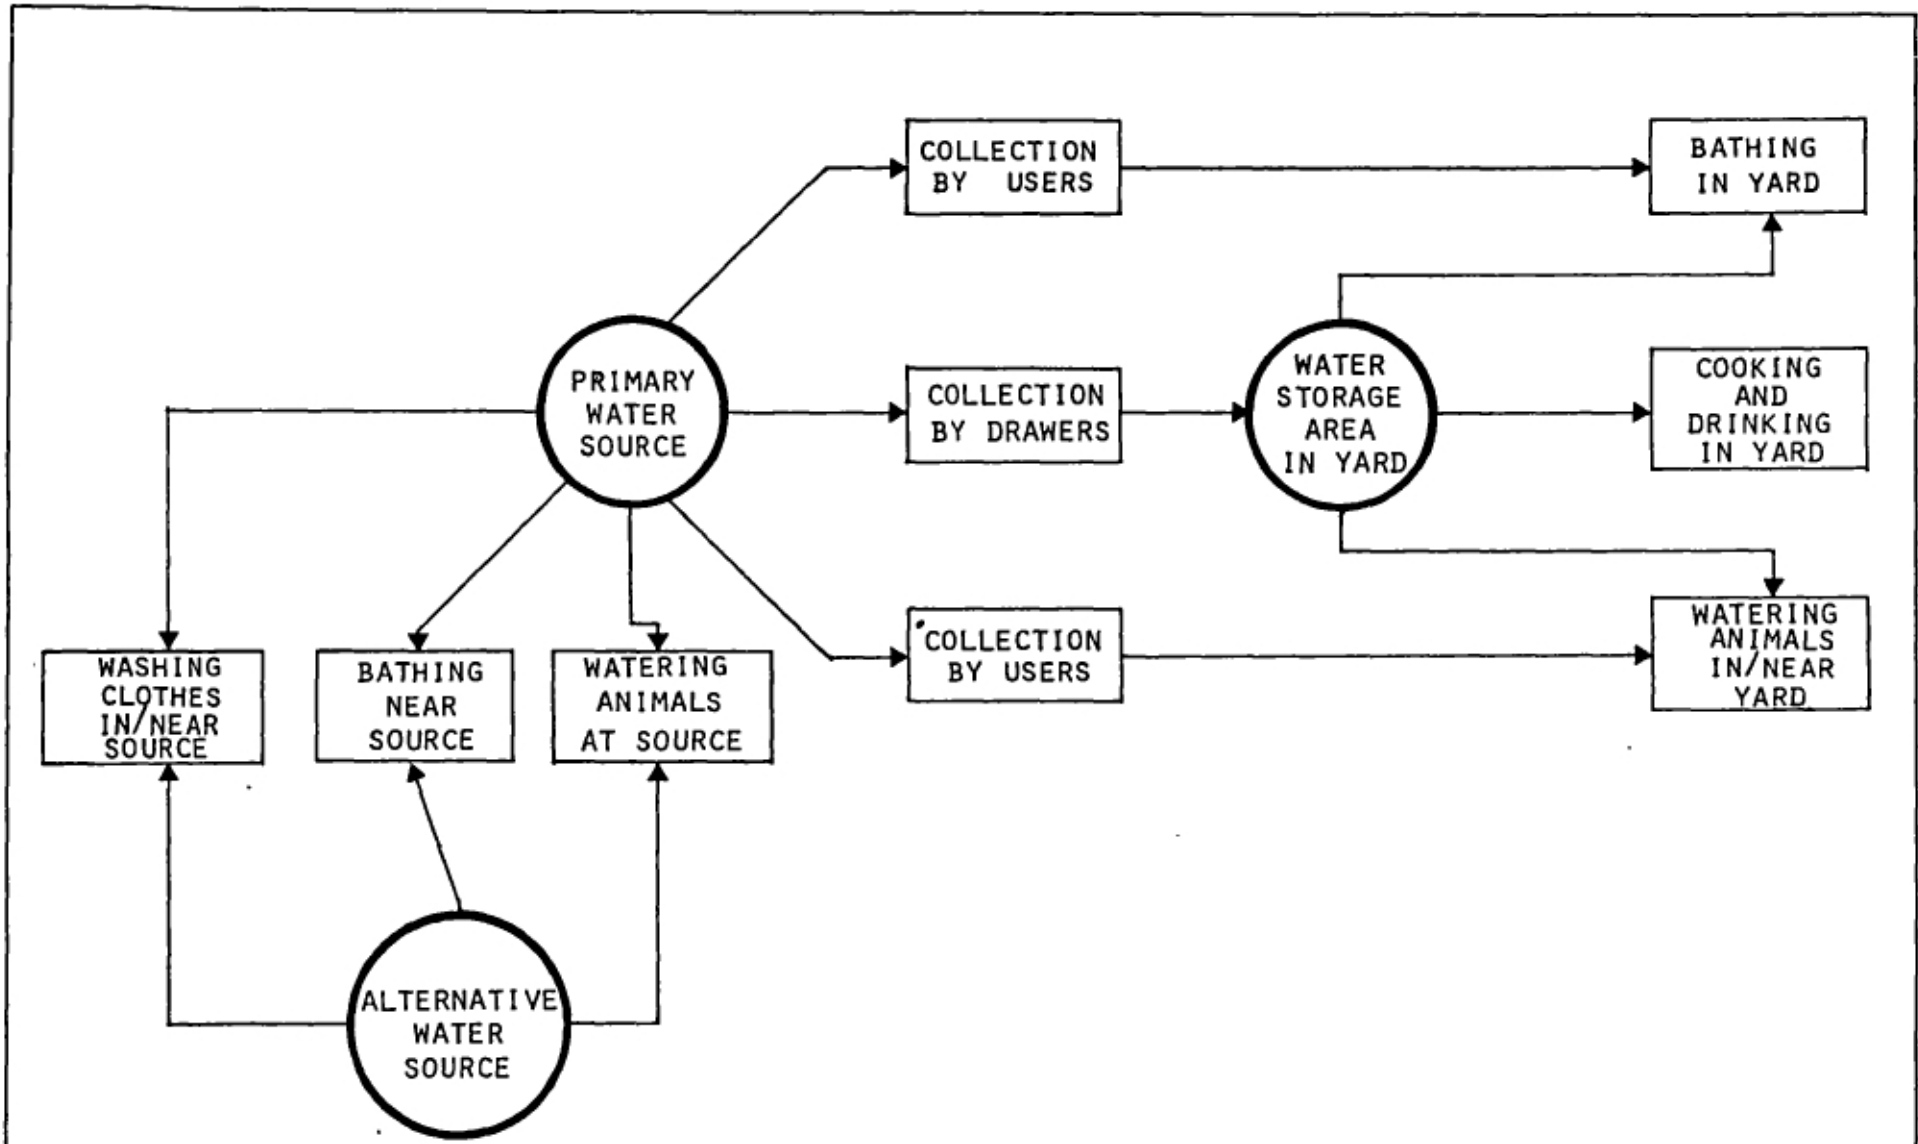 COLLECTION
BY USERS
BATHING
IN YARD
PRIMARY
WATER
SOURCE
COLLECTION
BY DRAWERS
WATER
STORAGE
AREA
IN YARD
COOKING
AND
DRINKING
IN YARD
WASHING
CLOTHES
IN/NEAR
SOURCE
BATHING
NEAR
SOURCE
WATERING
ANIMALS
AT SOURCE
COLLECTION
BY USERS
WATERING
ANIMALS
IN/NEAR
YARD
ALTERNATIVE
WATER
SOURCE